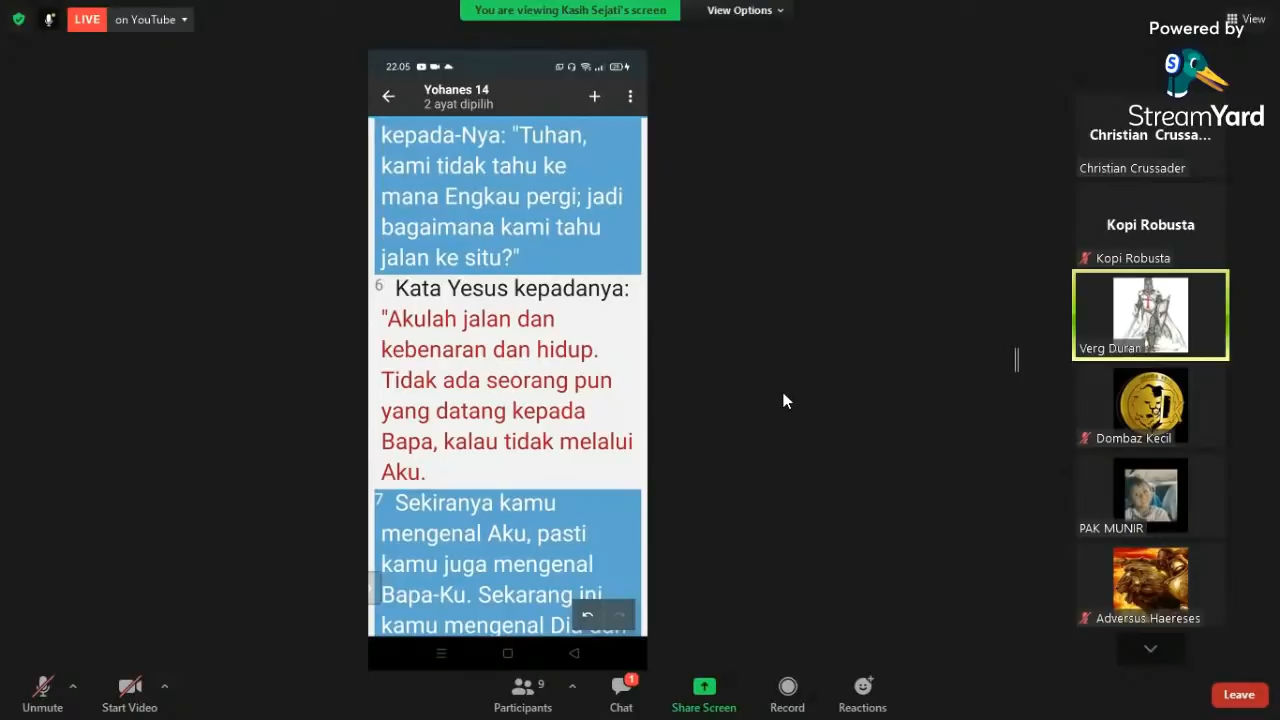 LIVE
on YouTube
You are viewing Kasih Sejati's screen
View Options
View
Powered by
StreamYard
22.05
Yohanes 14
2 ayat dipilih
kepada-Nya: "Tuhan,
kami tidak tahu ke
mana Engkau pergi; jadi
bagaimana kami tahu
jalan ke situ?"
6 Kata Yesus kepadanya:
"Akulah jalan dan
kebenaran dan hidup.
Tidak ada seorang pun
yang datang kepada
Bapa, kalau tidak melalui
Aku.
7 Sekiranya kamu
mengenal Aku, pasti
kamu juga mengenal
Bapa-Ku. Sekarang ini
kamu mengenal Dia dan
Christian Crussa...
Christian Crussader
Kopi Robusta
Kopi Robusta
Verg Duran
Dombaz Kecil
PAK MUNIR
Adversus Haereses
Unmute
Start Video
9
Participants
1
Chat
Share Screen
Record
Reactions
Leave